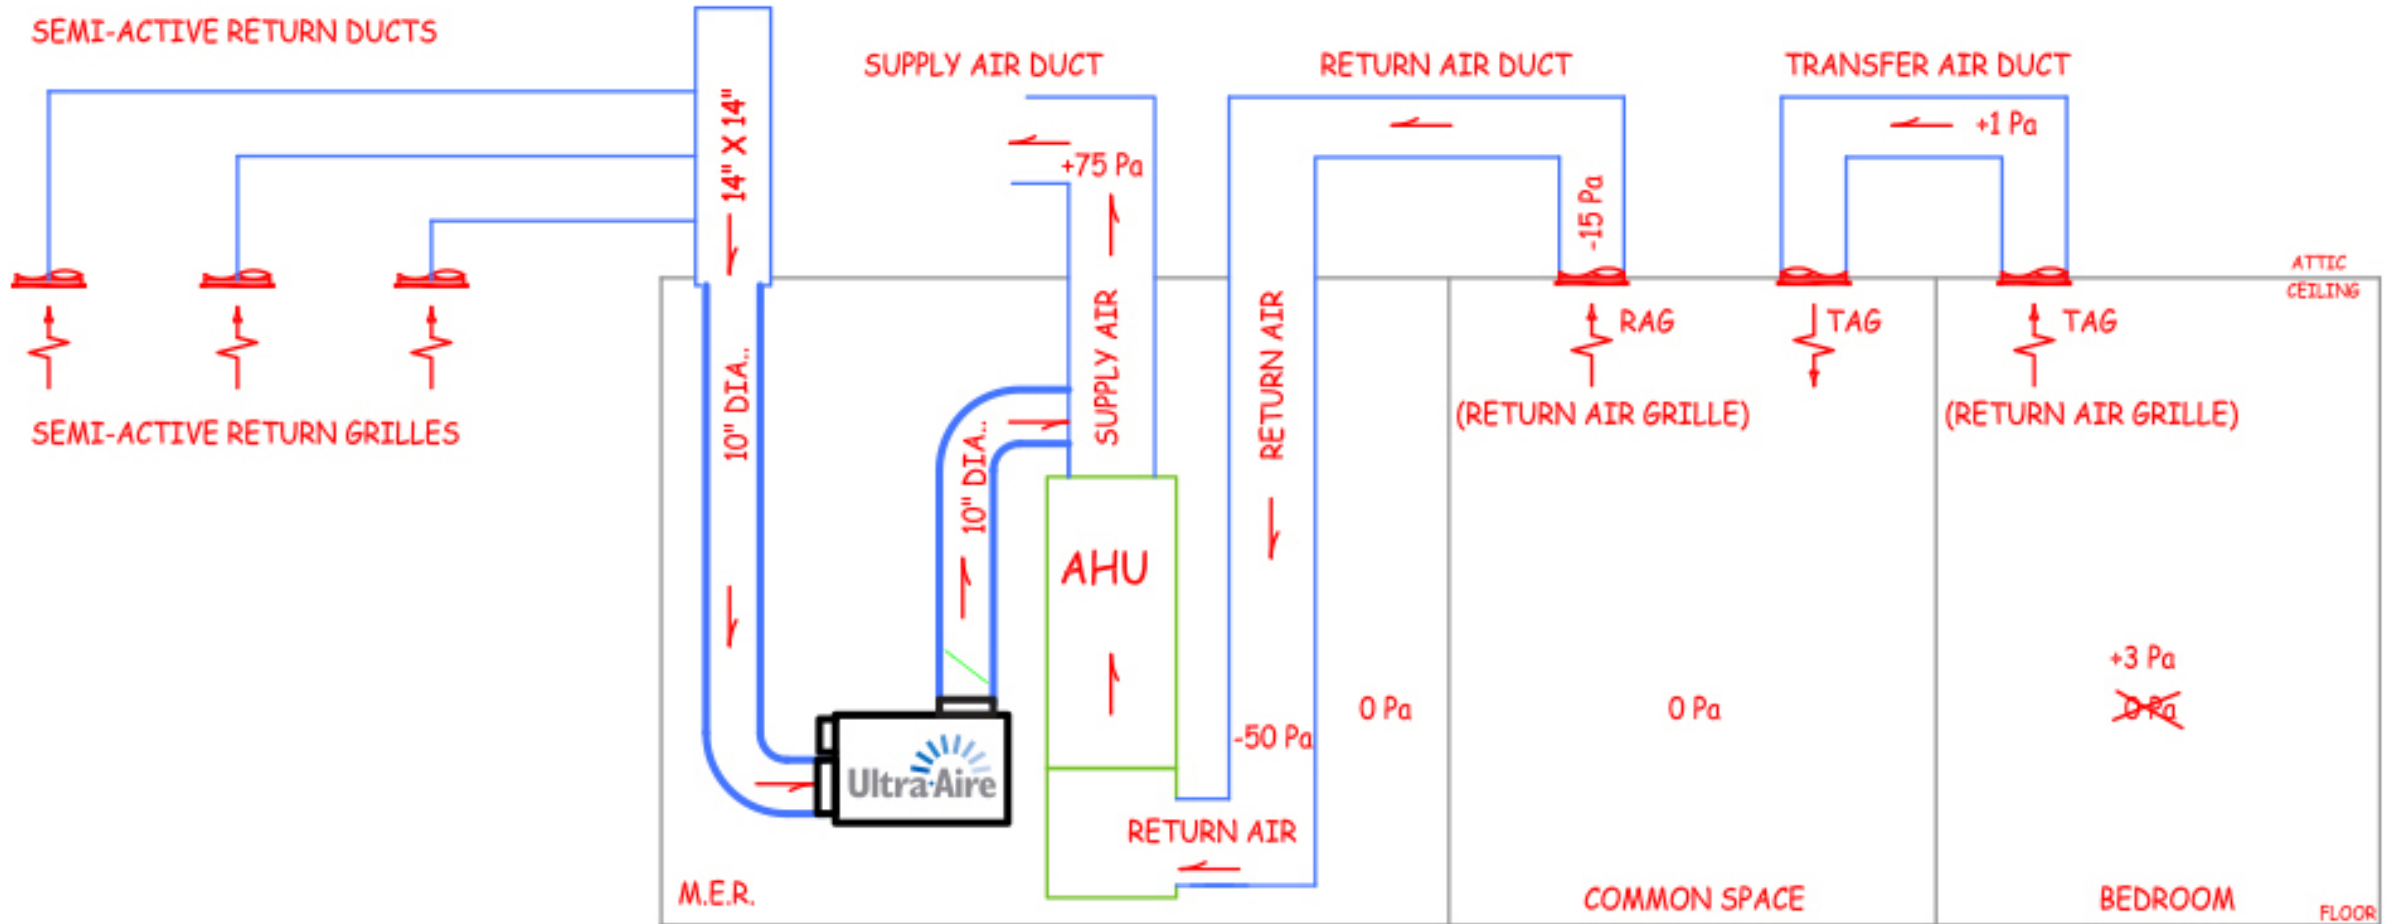 SEMI-ACTIVE RETURN DUCTS
SUPPLY AIR DUCT
RETURN AIR DUCT
TRANSFER AIR DUCT
14" X 14"
+75 Pa
-15 Pa
+1 Pa
ATTIC
CEILING
SEMI-ACTIVE RETURN GRILLES
10" DIA..
10" DIA..
SUPPLY AIR
RETURN AIR
RAG
TAG
TAG
(RETURN AIR GRILLE)
(RETURN AIR GRILLE)
AHU
Ultra-Aire
-50 Pa
0 Pa
0 Pa
+3 Pa
0 Pa
RETURN AIR
M.E.R.
COMMON SPACE
BEDROOM
FLOOR